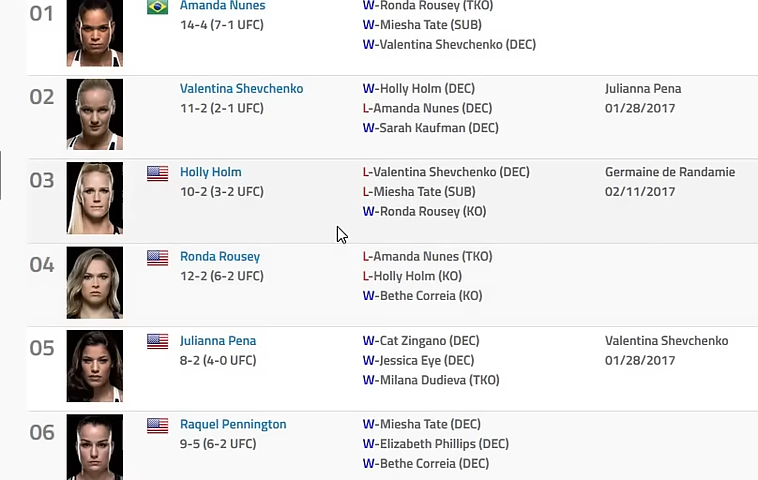 01
Amanda Nunes
14-4 (7-1 UFC)
W-Ronda Rousey (TKO)
W-Miesha Tate (SUB)
W-Valentina Shevchenko (DEC)
02
Valentina Shevchenko
11-2 (2-1 UFC)
W-Holly Holm (DEC)
L-Amanda Nunes (DEC)
W-Sarah Kaufman (DEC)
Julianna Pena
01/28/2017
03
Holly Holm
10-2 (3-2 UFC)
L-Valentina Shevchenko (DEC)
L-Miesha Tate (SUB)
W-Ronda Rousey (KO)
Germaine de Randamie
02/11/2017
04
Ronda Rousey
12-2 (6-2 UFC)
L-Amanda Nunes (TKO)
L-Holly Holm (KO)
W-Bethe Correia (KO)
05
Julianna Pena
8-2 (4-0 UFC)
W-Cat Zingano (DEC)
W-Jessica Eye (DEC)
W-Milana Dudieva (TKO)
Valentina Shevchenko
01/28/2017
06
Raquel Pennington
9-5 (6-2 UFC)
W-Miesha Tate (DEC)
W-Elizabeth Phillips (DEC)
W-Bethe Correia (DEC)